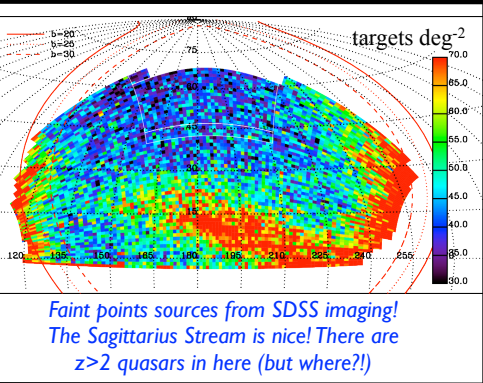 b=20
b=25
b=30
targets deg-2
75
70.0
65.0
60.0
55.0
50.0
45.0
40.0
35.0
30.0
15
120 135 150 165 180 195 210 225 240 255
Faint points sources from SDSS imaging!
The Sagittarius Stream is nice! There are
z>2 quasars in here (but where?!)